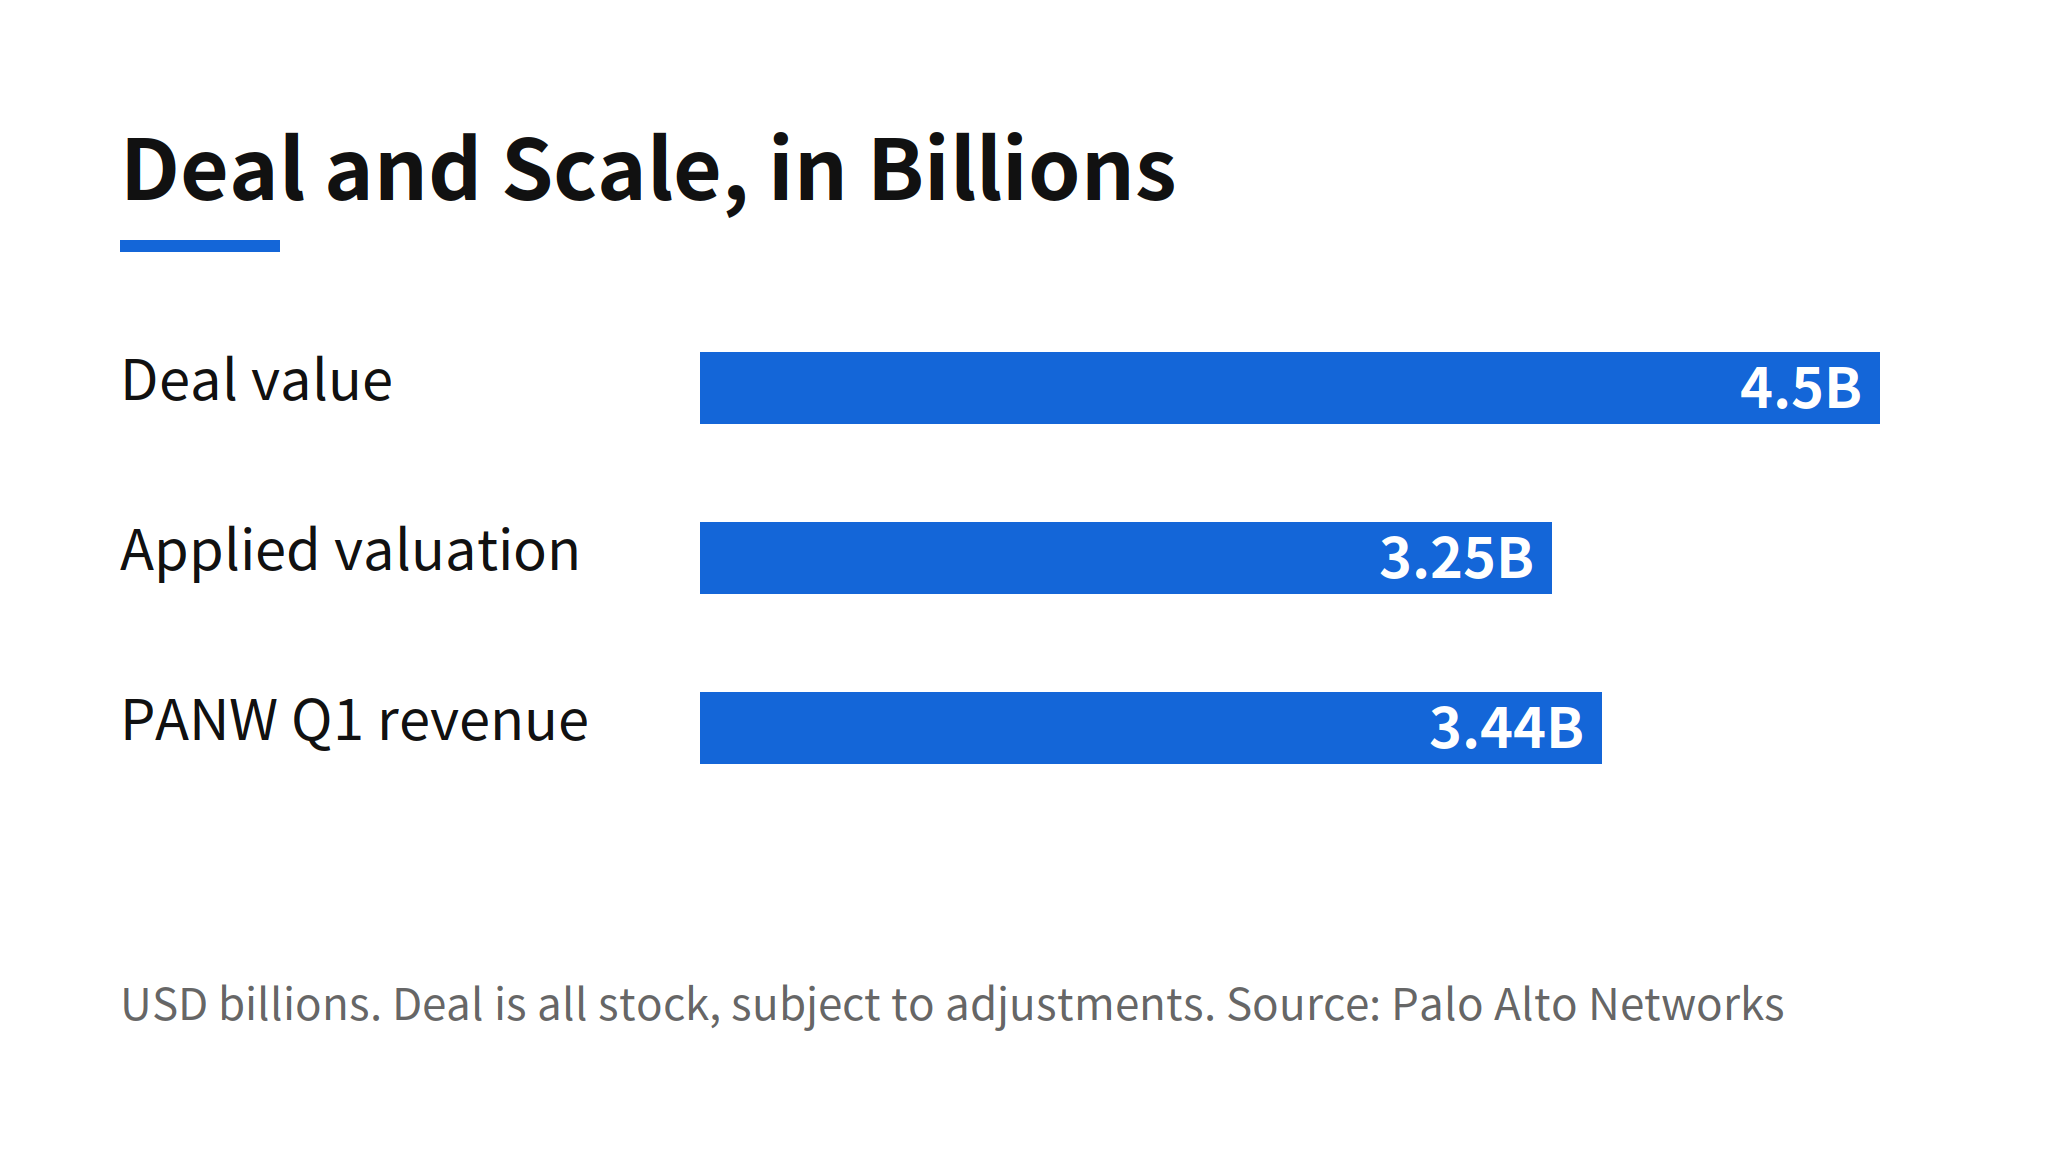 Deal and Scale, in Billions
Deal value
4.5B
Applied valuation
3.25B
PANW Q1 revenue
3.44B
USD billions. Deal is all stock, subject to adjustments. Source: Palo Alto Networks